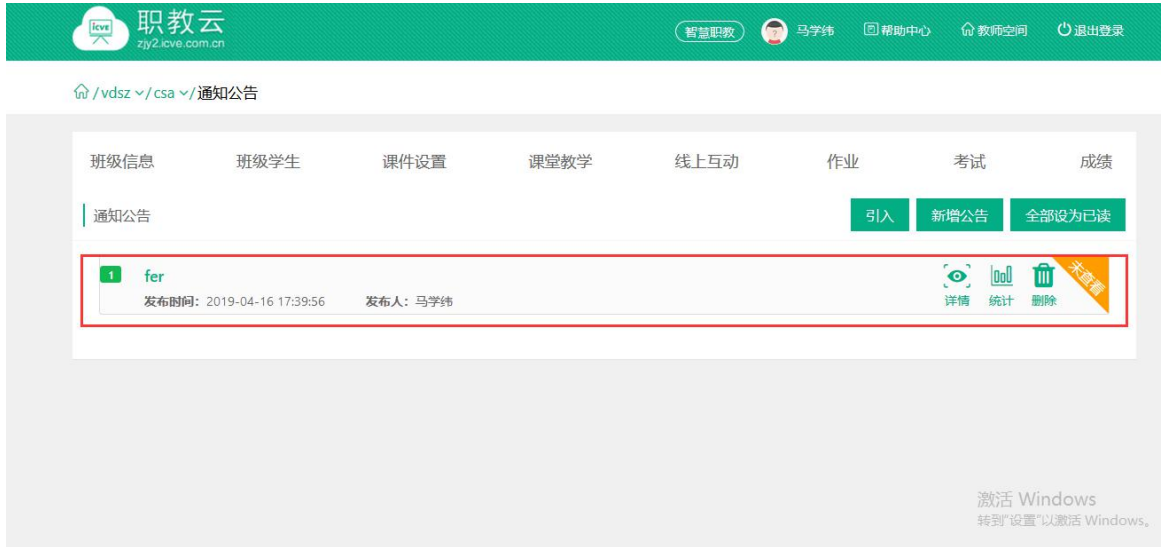 icve 职教云
zjy2.icve.com.cn
智慧职教 马学纬 帮助中心 教师空间 退出登录
/vdsz /csa /通知公告
班级信息 班级学生 课件设置 课堂教学 线上互动 作业 考试 成绩
通知公告 引入 新增公告 全部设为已读
1 fer
未查看
发布时间：2019-04-16 17:39:56 发布人：马学纬 详情 统计 删除
激活 Windows
转到"设置"以激活 Windows。